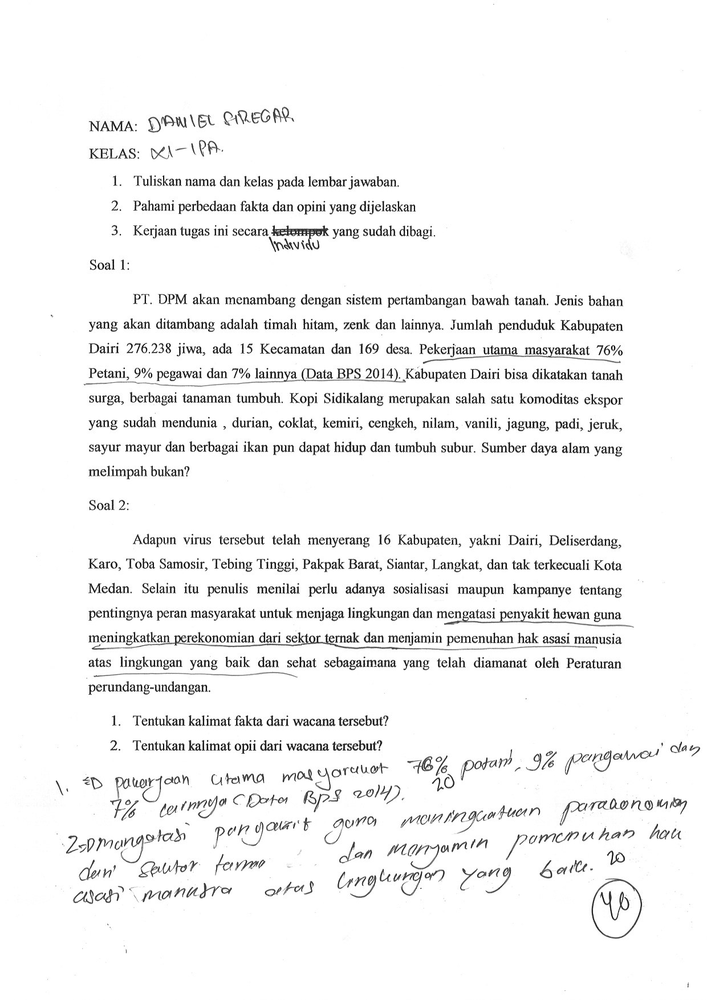 NAMA: DANIEL SIREGAR
KELAS: XI-IPA.
1. Tuliskan nama dan kelas pada lembar jawaban.
2. Pahami perbedaan fakta dan opini yang dijelaskan
3. Kerjaan tugas ini secara kelompok yang sudah dibagi.
Individu
Soal 1:
PT. DPM akan menambang dengan sistem pertambangan bawah tanah. Jenis bahan
yang akan ditambang adalah timah hitam, zenk dan lainnya. Jumlah penduduk Kabupaten
Dairi 276.238 jiwa, ada 15 Kecamatan dan 169 desa. Pekerjaan utama masyarakat 76%
Petani, 9% pegawai dan 7% lainnya (Data BPS 2014). Kabupaten Dairi bisa dikatakan tanah
surga, berbagai tanaman tumbuh. Kopi Sidikalang merupakan salah satu komoditas ekspor
yang sudah mendunia , durian, coklat, kemiri, cengkeh, nilam, vanili, jagung, padi, jeruk,
sayur mayur dan berbagai ikan pun dapat hidup dan tumbuh subur. Sumber daya alam yang
melimpah bukan?
Soal 2:
Adapun virus tersebut telah menyerang 16 Kabupaten, yakni Dairi, Deliserdang,
Karo, Toba Samosir, Tebing Tinggi, Pakpak Barat, Siantar, Langkat, dan tak terkecuali Kota
Medan. Selain itu penulis menilai perlu adanya sosialisasi maupun kampanye tentang
pentingnya peran masyarakat untuk menjaga lingkungan dan mengatasi penyakit hewan guna
meningkatkan perekonomian dari sektor ternak dan menjamin pemenuhan hak asasi manusia
atas lingkungan yang baik dan sehat sebagaimana yang telah diamanat oleh Peraturan
perundang-undangan.
1. Tentukan kalimat fakta dari wacana tersebut?
2. Tentukan kalimat opii dari wacana tersebut?
1. => pekerjaan utama masyarakat 76% petani, 9% pengawai dan
7% lainnya (Data BPS 2014). 20
2=> mengatasi pengakit guna meningkatkan perekonomian
dari sektor dan menyamin pemenuhan hak
asasi manusia atas lingkungan yang baik. 20
40